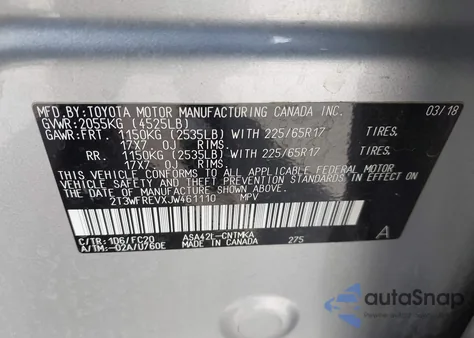 MFD.BY:TOYOTA MOTOR MANUFACTURING CANADA INC. 03/18
GVWR:2055KG (4525LB)
GAWR:FRT 1150KG (2535LB) WITH 225/65R17 TIRES,
17X7 0J RIMS.
RR. 1150KG (2535LB) WITH 225/65R17 TIRES,
17X7 0J RIMS.
THIS VEHICLE CONFORMS TO ALL APPLICABLE FEDERAL MOTOR
VEHICLE SAFETY, BUMPER, AND THEFT PREVENTION STANDARDS IN EFFECT ON
THE DATE OF MANUFACTURE SHOWN ABOVE.
2T3WFREVXJW461110 MPV
C/TR:1D6/FC20 ASA42L-CNTMKA
A/TM:-02A/U760E MADE IN CANADA 275 A
autoSnap
POWERED BY